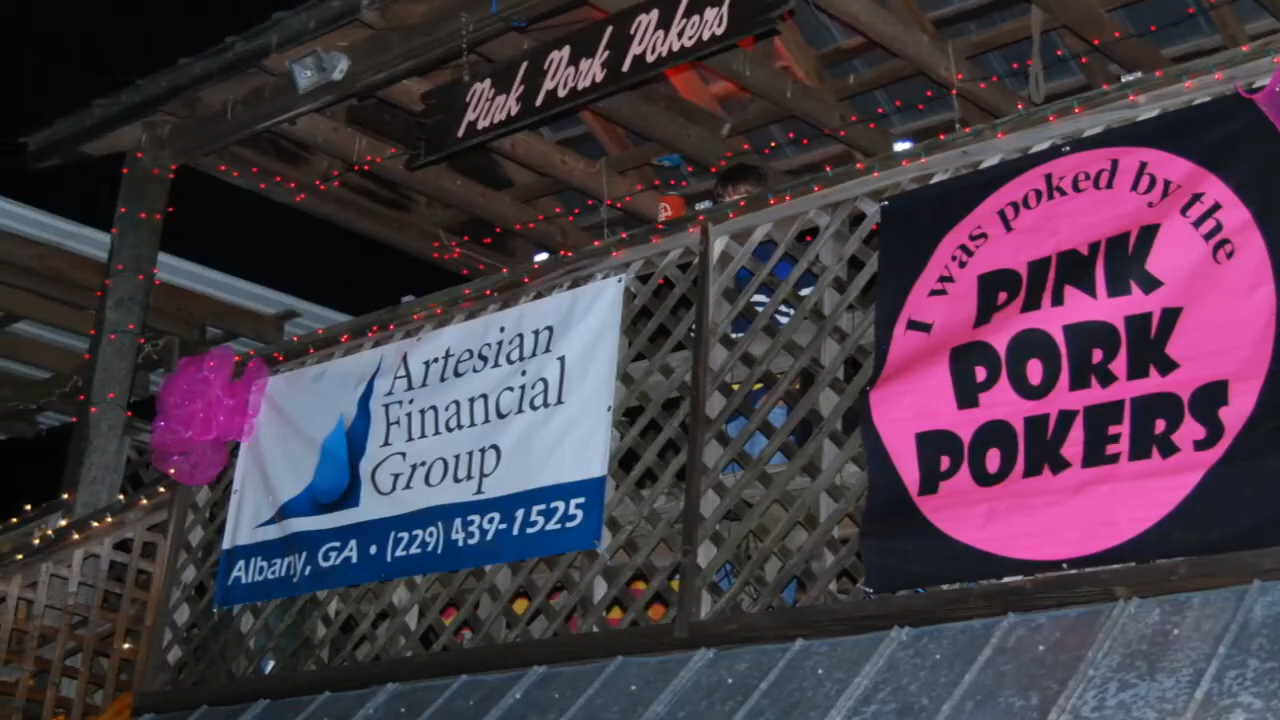 Pink Pork Pokers
Artesian
Financial
Group
Albany, GA • (229) 439-1525
I was poked by the
PINK
PORK
POKERS